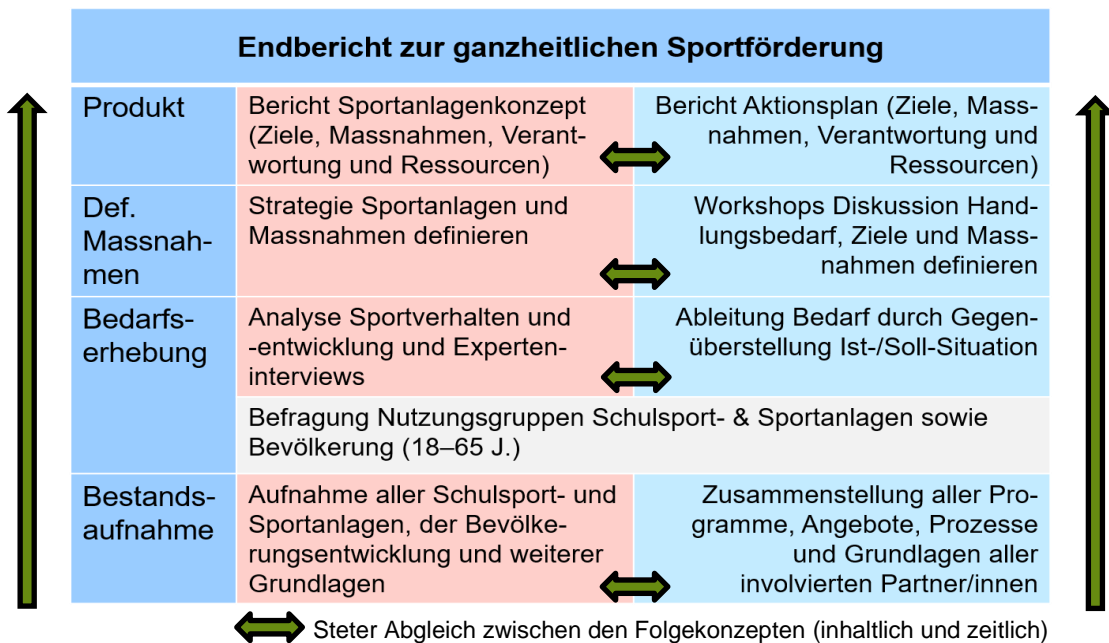 Endbericht zur ganzheitlichen Sportförderung
Produkt
Bericht Sportanlagenkonzept
(Ziele, Massnahmen, Verant-
wortung und Ressourcen)
Bericht Aktionsplan (Ziele, Mass-
nahmen, Verantwortung und
Ressourcen)
Def.
Massnah-
men
Strategie Sportanlagen und
Massnahmen definieren
Workshops Diskussion Hand-
lungsbedarf, Ziele und Mass-
nahmen definieren
Bedarfs-
erhebung
Analyse Sportverhalten und
-entwicklung und Experten-
interviews
Ableitung Bedarf durch Gegen-
überstellung Ist-/Soll-Situation
Befragung Nutzungsgruppen Schulsport- & Sportanlagen sowie
Bevölkerung (18–65 J.)
Bestands-
aufnahme
Aufnahme aller Schulsport- und
Sportanlagen, der Bevölke-
rungsentwicklung und weiterer
Grundlagen
Zusammenstellung aller Pro-
gramme, Angebote, Prozesse
und Grundlagen aller
involvierten Partner/innen
Steter Abgleich zwischen den Folgekonzepten (inhaltlich und zeitlich)